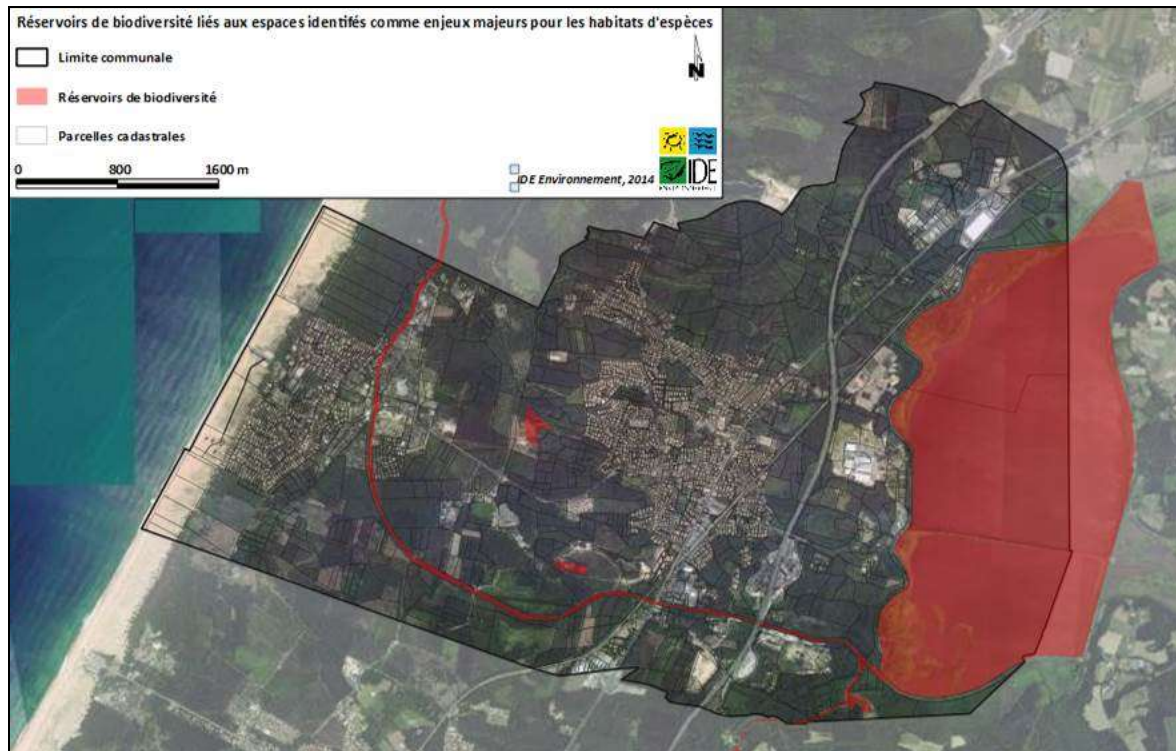 Réservoirs de biodiversité liés aux espaces identifés comme enjeux majeurs pour les habitats d'espèces
Limite communale
N
Réservoirs de biodiversité
Parcelles cadastrales
0 800 1600 m
IDE Environnement, 2014
IDE